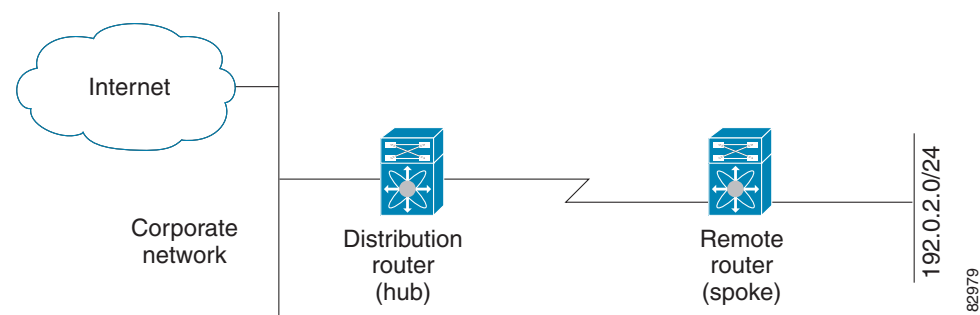 Internet
Corporate
network
Distribution
router
(hub)
Remote
router
(spoke)
192.0.2.0/24
82979